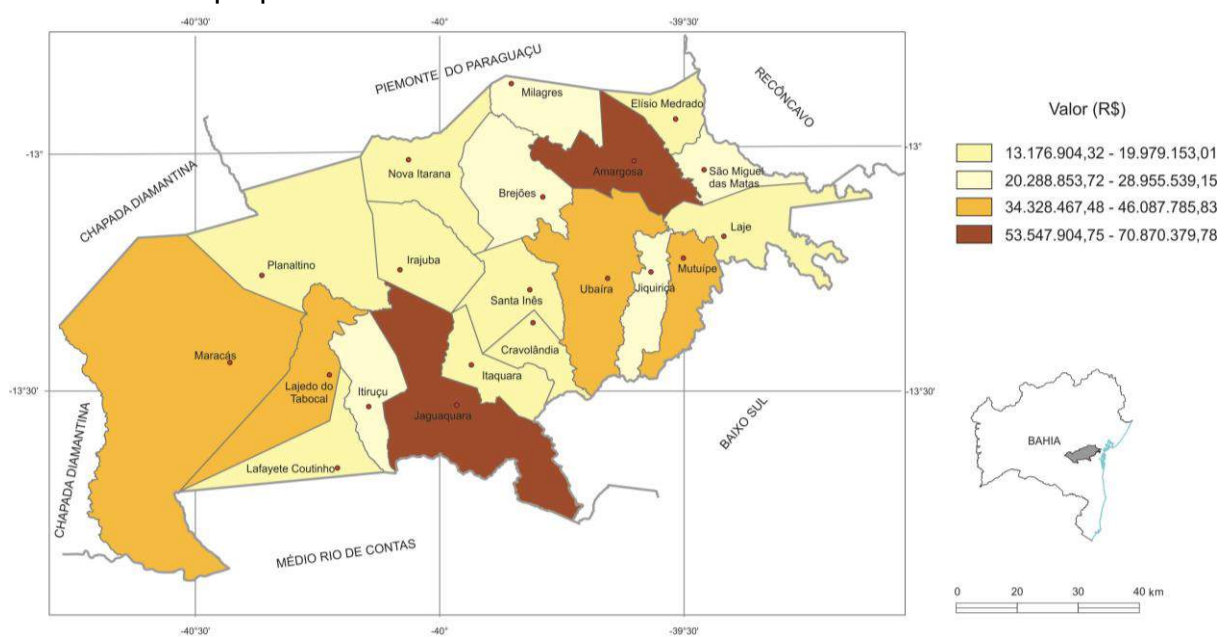 -40°30'
-40°
-39°30'
PIEMONTE DO PARAGUAÇU
RECÔNCAVO
Milagres
Elísio Medrado
-13°
-13°
Nova Itarana
Amargosa
São Miguel
das Matas
Brejões
CHAPADA DIAMANTINA
Laje
Planaltino
Irajuba
Mutuípe
Ubaíra
Jiquiriçá
Santa Inês
Cravolândia
Maracás
Lajedo do
Tabocal
Itaquara
Itiruçu
-13°30'
-13°30'
Jaguaquara
BAIXO SUL
CHAPADA DIAMANTINA
Lafayete Coutinho
MÉDIO RIO DE CONTAS
-40°30'
-40°
-39°30'
Valor (R$)
13.176.904,32 - 19.979.153,01
20.288.853,72 - 28.955.539,15
34.328.467,48 - 46.087.785,83
53.547.904,75 - 70.870.379,78
BAHIA
0 20 30 40 km